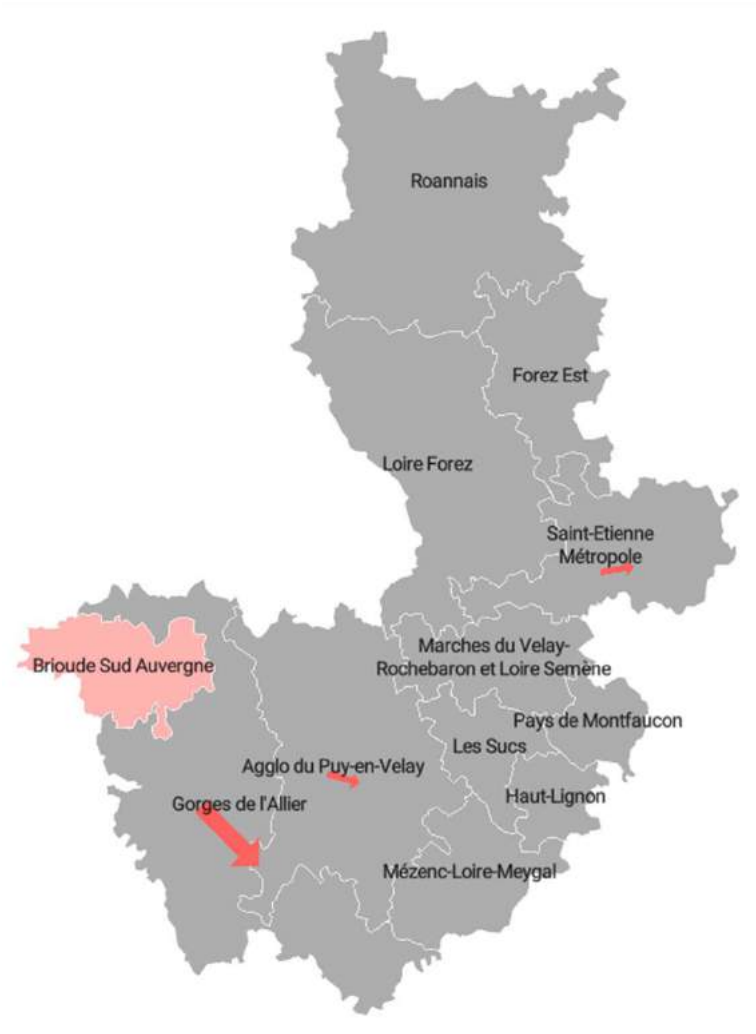 Roannais
Forez Est
Loire Forez
Saint-Etienne
Métropole
Marches du Velay-
Rochebaron et Loire Semène
Brioude Sud Auvergne
Pays de Montfaucon
Les Sucs
Agglo du Puy-en-Velay
Haut-Lignon
Gorges de l'Allier
Mézenc-Loire-Meygal